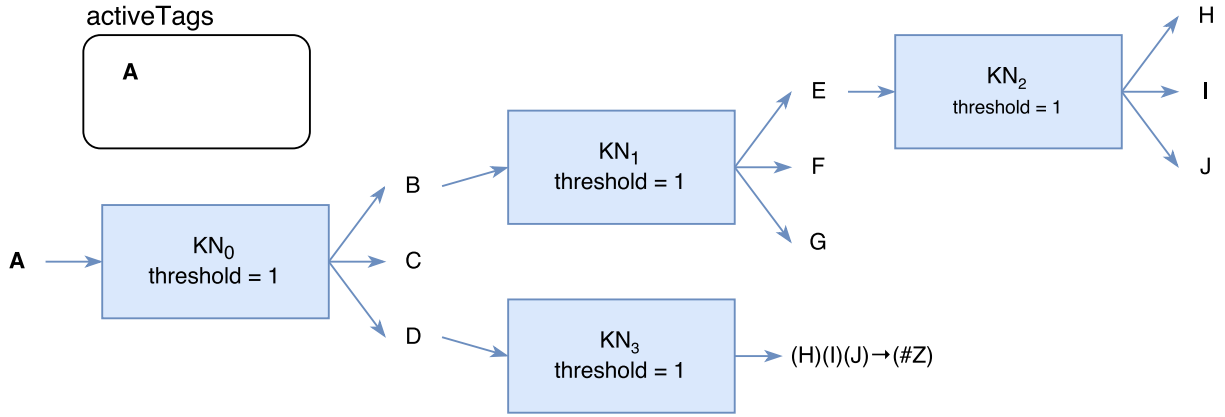 activeTags
A
A
KN0
threshold = 1
B
C
D
KN1
threshold = 1
E
F
G
KN2
threshold = 1
H
I
J
KN3
threshold = 1
(H)(I)(J)→(#Z)